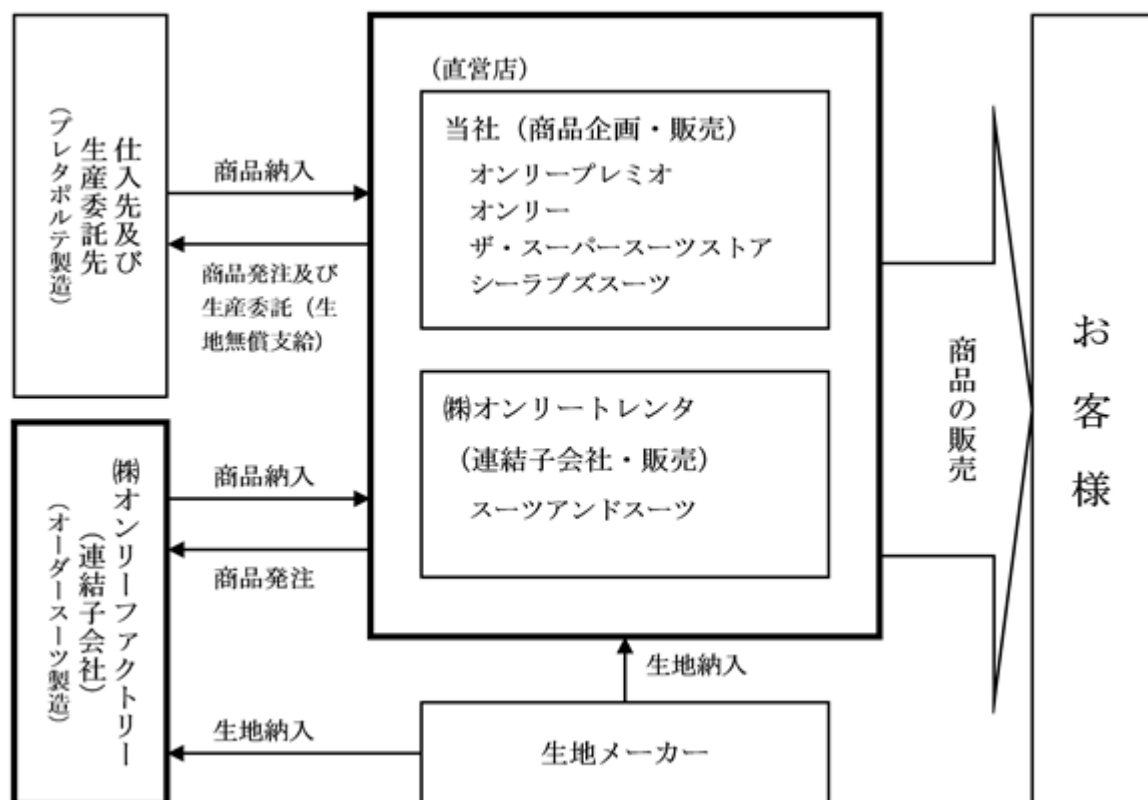 仕入先及び
生産委託先
（プレタポルテ製造）
商品納入
商品発注及び
生産委託（生
地無償支給）
（直営店）
当社（商品企画・販売）
オンリープレミオ
オンリー
ザ・スーパースーツストア
シーラブズスーツ
㈱オンリートレンタ
（連結子会社・販売）
スーツアンドスーツ
㈱オンリーファクトリー
（連結子会社）
（オーダースーツ製造）
商品納入
商品発注
生地納入
生地納入
生地メーカー
商品の販売
お客様